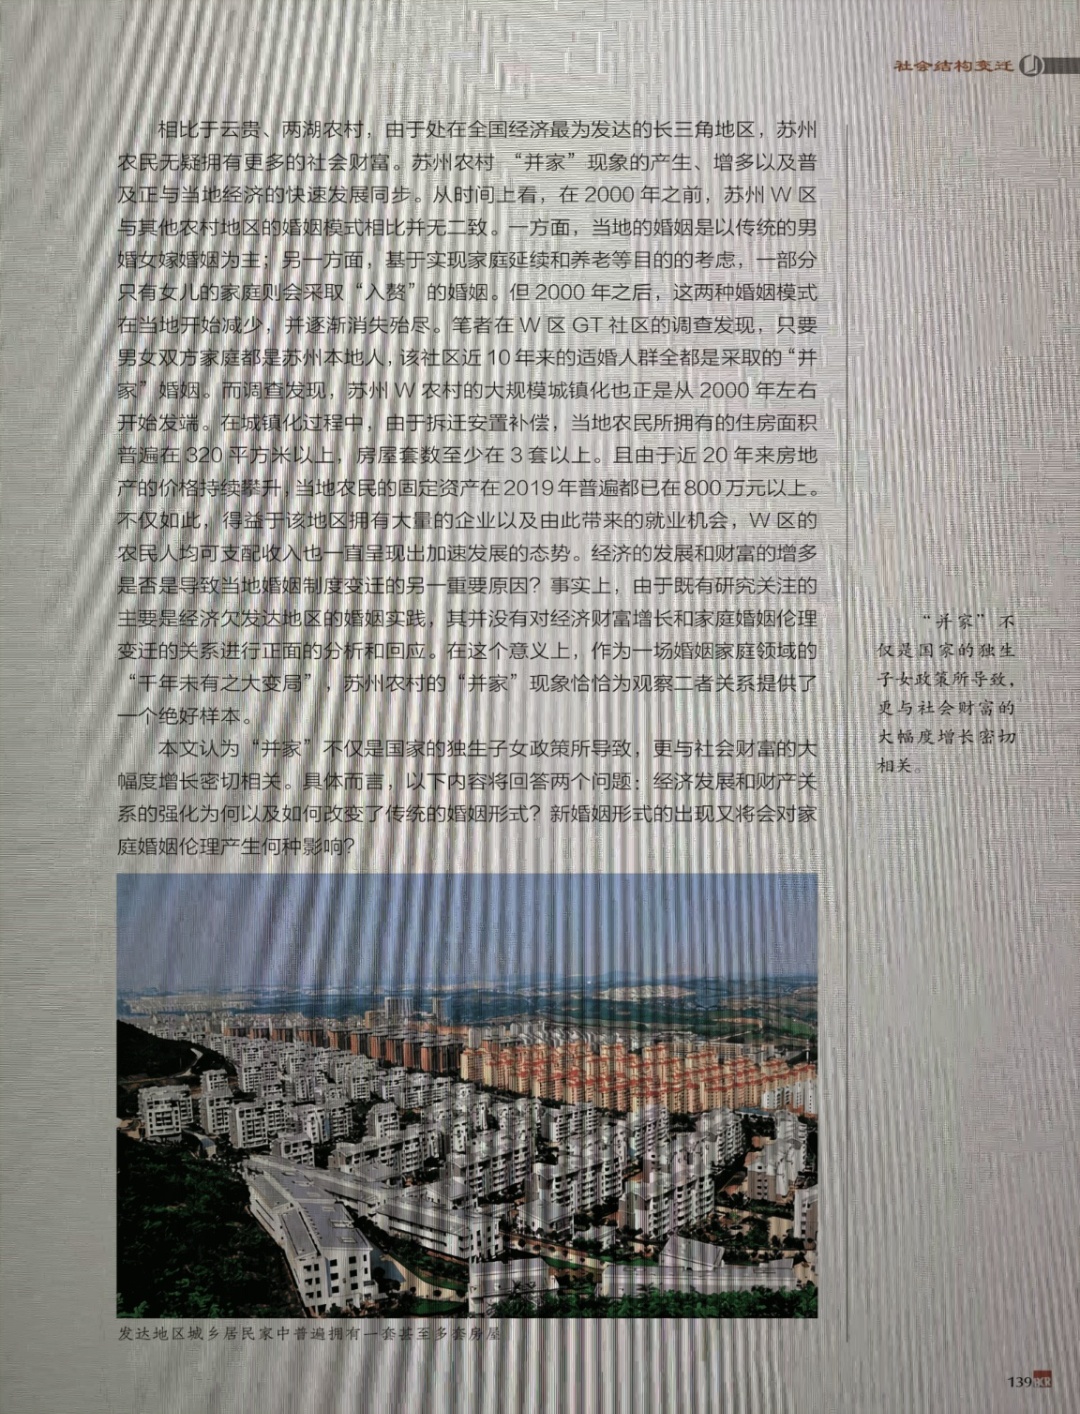 社会结构变迁
相比于云贵、两湖农村，由于处在全国经济最为发达的长三角地区，苏州
农民无疑拥有更多的社会财富。苏州农村“并家”现象的产生、增多以及普
及正与当地经济的快速发展同步。从时间上看，在 2000 年之前，苏州 W 区
与其他农村地区的婚姻模式相比并无二致。一方面，当地的婚姻是以传统的男
婚女嫁婚姻为主；另一方面，基于实现家庭延续和养老等目的的考虑，一部分
只有女儿的家庭则会采取“入赘”的婚姻。但 2000 年之后，这两种婚姻模式
在当地开始减少，并逐渐消失殆尽。笔者在 W 区 GT 社区的调查发现，只要
男女双方家庭都是苏州本地人，该社区近 10 年来的适婚人群全都是采取的“并
家”婚姻。而调查发现，苏州 W 农村的大规模城镇化也正是从 2000 年左右
开始发端。在城镇化过程中，由于拆迁安置补偿，当地农民所拥有的住房面积
普遍在 320 平方米以上，房屋套数至少在 3 套以上。且由于近 20 年来房地
产的价格持续攀升，当地农民的固定资产在 2019 年普遍都已在 800 万元以上。
不仅如此，得益于该地区拥有大量的企业以及由此带来的就业机会，W 区的
农民人均可支配收入也一直呈现出加速发展的态势。经济的发展和财富的增多
是否是导致当地婚姻制度变迁的另一重要原因？事实上，由于既有研究关注的
主要是经济欠发达地区的婚姻实践，其并没有对经济财富增长和家庭婚姻伦理
变迁的关系进行正面的分析和回应。在这个意义上，作为一场婚姻家庭领域的
“千年未有之大变局”，苏州农村的“并家”现象恰恰为观察二者关系提供了
一个绝好样本。
本文认为“并家”不仅是国家的独生子女政策所导致，更与社会财富的大
幅度增长密切相关。具体而言，以下内容将回答两个问题：经济发展和财产关
系的强化为何以及如何改变了传统的婚姻形式？新婚姻形式的出现又将会对家
庭婚姻伦理产生何种影响？
“并家”不
仅是国家的独生
子女政策所导致，
更与社会财富的
大幅度增长密切
相关。
发达地区城乡居民家中普遍拥有一套甚至多套房屋
139